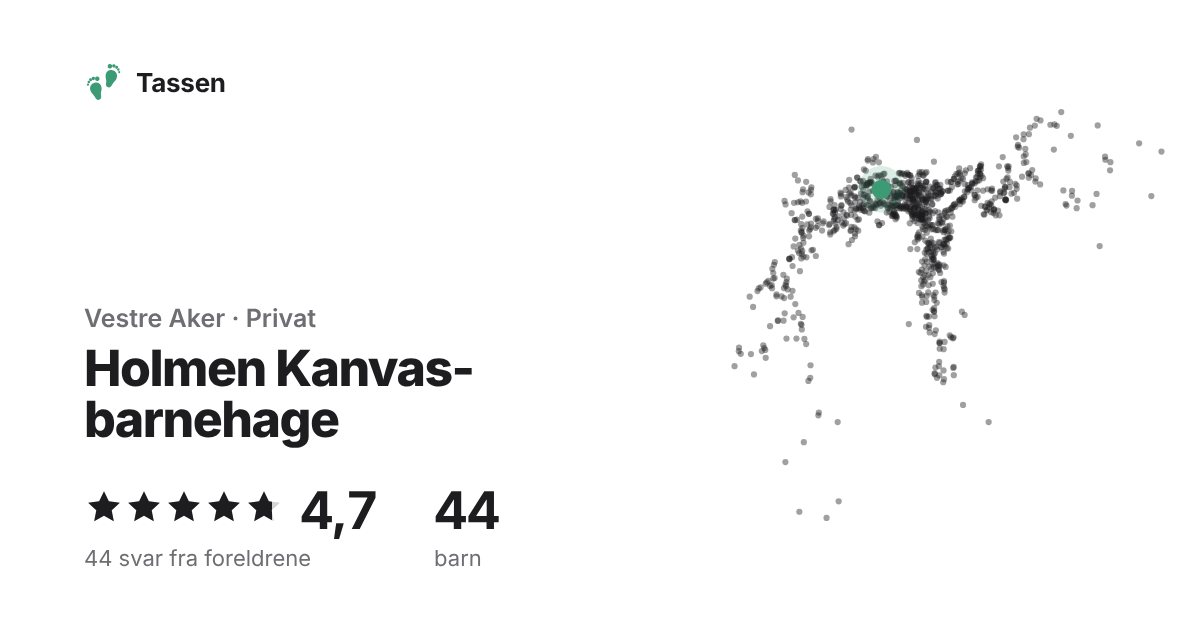 Tassen
Vestre Aker · Privat
Holmen Kanvas-
barnehage
4,7
44
44 svar fra foreldrene
barn